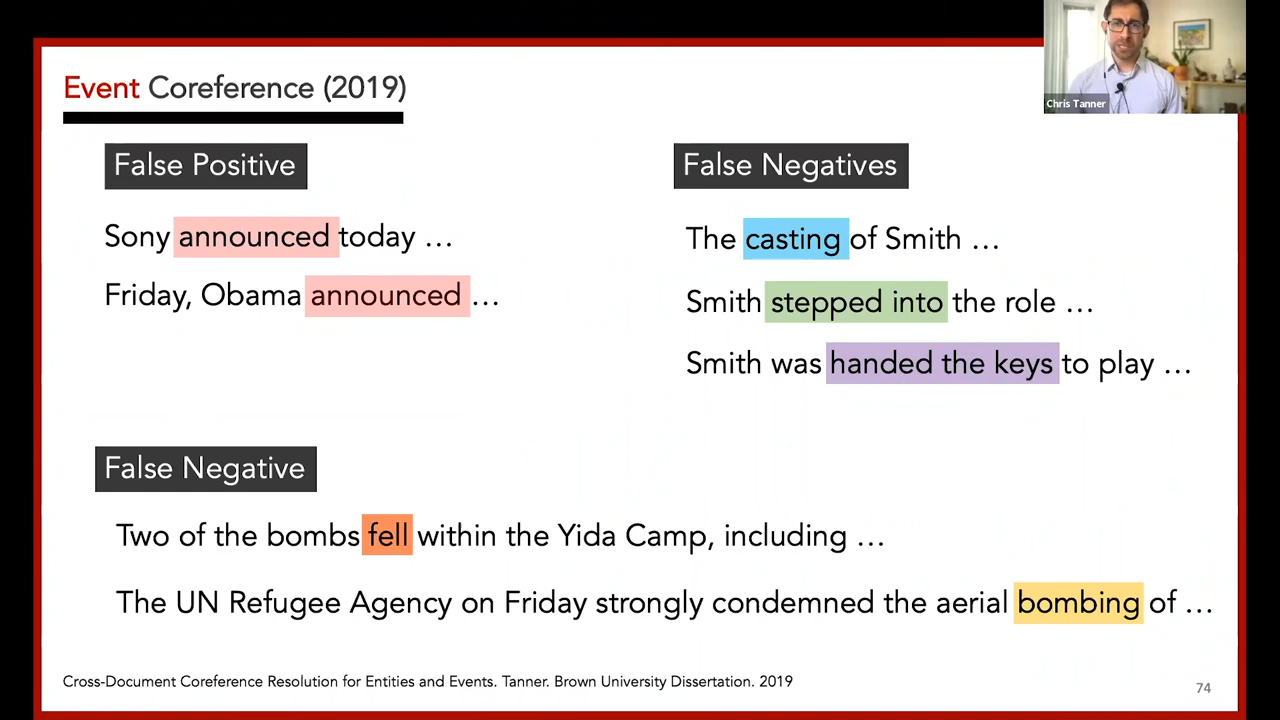 Chris Tanner
Event Coreference (2019)
False Positive
Sony announced today …
Friday, Obama announced …
False Negatives
The casting of Smith …
Smith stepped into the role …
Smith was handed the keys to play …
False Negative
Two of the bombs fell within the Yida Camp, including …
The UN Refugee Agency on Friday strongly condemned the aerial bombing of …
Cross-Document Coreference Resolution for Entities and Events. Tanner. Brown University Dissertation. 2019
74